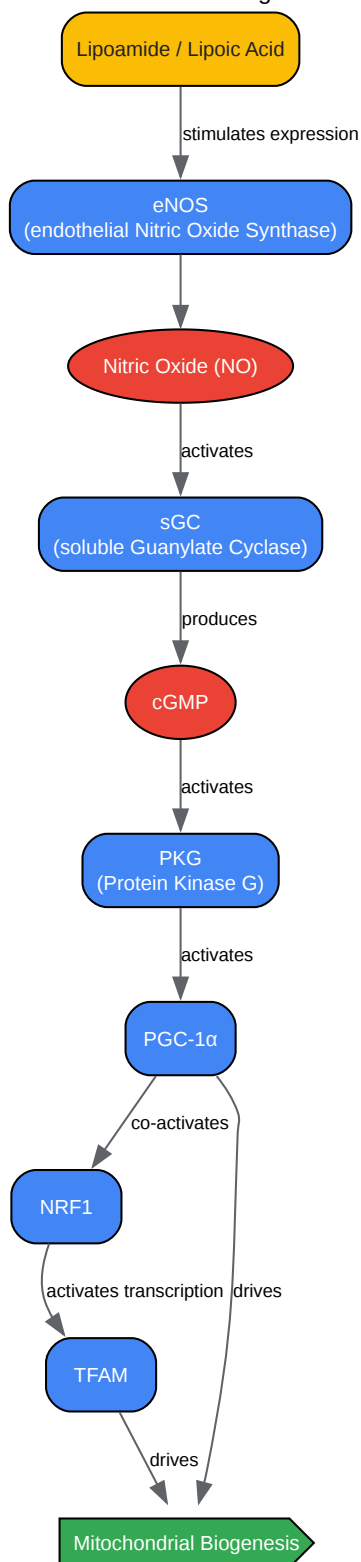 Lipoamide / Lipoic Acid
stimulates expression
eNOS
(endothelial Nitric Oxide Synthase)
Nitric Oxide (NO)
activates
sGC
(soluble Guanylate Cyclase)
produces
cGMP
activates
PKG
(Protein Kinase G)
activates
PGC-1α
co-activates
NRF1
activates transcription
drives
TFAM
drives
Mitochondrial Biogenesis